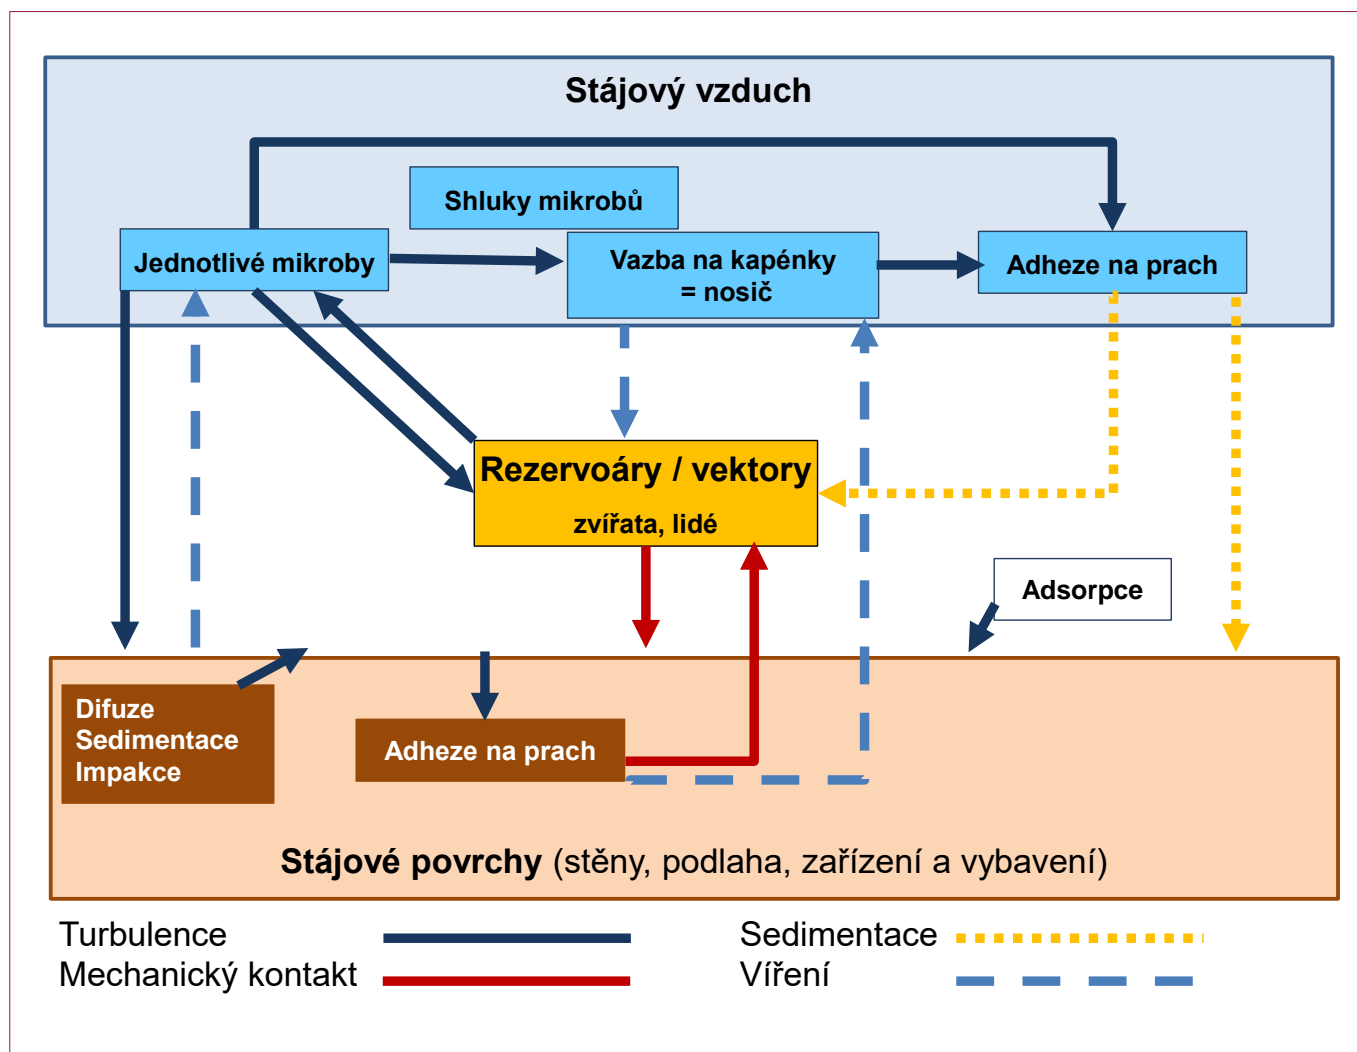 Stájový vzduch
Shluky mikrobů
Jednotlivé mikroby
Vazba na kapénky
= nosič
Adheze na prach
Rezervoáry / vektory
zvířata, lidé
Adsorpce
Difuze
Sedimentace
Impakce
Adheze na prach
Stájové povrchy (stěny, podlaha, zařízení a vybavení)
Turbulence
Sedimentace
Mechanický kontakt
Víření